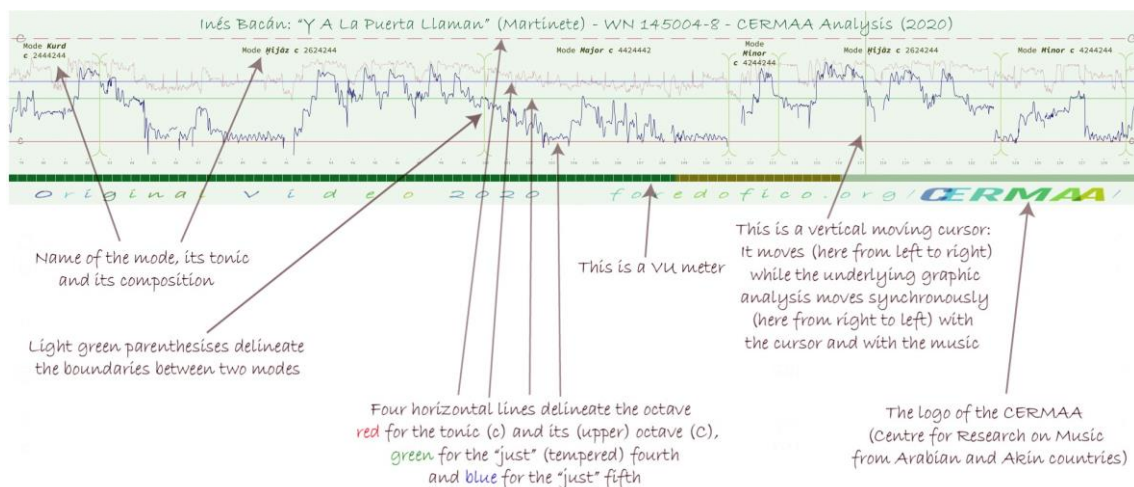 Inés Bacán: "Y A La Puerta Llaman" (Martinete) - WN 145004-8 - CERMAA Analysis (2020)
C
C
Mode Kurd
c 2444244
Mode Ḥijāz c 2624244
Mode Major c 4424442
Mode
Minor
c 4244244
Mode Ḥijāz c 2624244
Mode Minor c 4244244
c
c
Original Video 2020 foredofico.org/CERMAA/
Name of the mode, its tonic
and its composition
This is a VU meter
This is a vertical moving cursor:
It moves (here from left to right)
while the underlying graphic
analysis moves synchronously
(here from right to left) with
the cursor and with the music
Light green parenthesises delineate
the boundaries between two modes
Four horizontal lines delineate the octave
red for the tonic (c) and its (upper) octave (C),
green for the "just" (tempered) fourth
and blue for the "just" fifth
The logo of the CERMAA
(Centre for Research on Music
from Arabian and Akin countries)